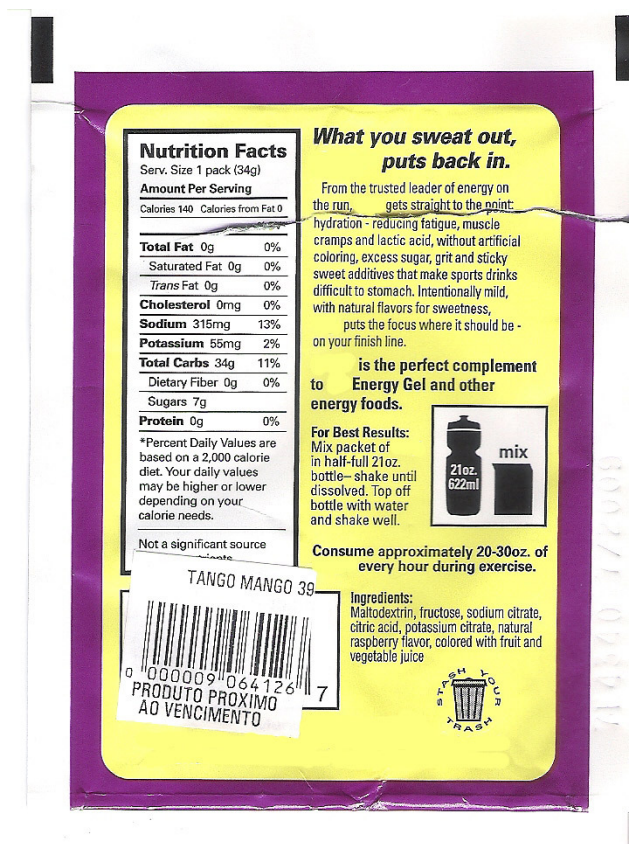 Nutrition Facts
Serv. Size 1 pack (34g)
Amount Per Serving
Calories 140 Calories from Fat 0
Total Fat 0g 0%
Saturated Fat 0g 0%
Trans Fat 0g 0%
Cholesterol 0mg 0%
Sodium 315mg 13%
Potassium 55mg 2%
Total Carbs 34g 11%
Dietary Fiber 0g 0%
Sugars 7g
Protein 0g 0%
*Percent Daily Values are
based on a 2,000 calorie
diet. Your daily values
may be higher or lower
depending on your
calorie needs.
Not a significant source
TANGO MANGO 39
0 000009 064126 7
PRODUTO PROXIMO
AO VENCIMENTO
What you sweat out,
puts back in.
From the trusted leader of energy on
the run, gets straight to the point:
hydration - reducing fatigue, muscle
cramps and lactic acid, without artificial
coloring, excess sugar, grit and sticky
sweet additives that make sports drinks
difficult to stomach. Intentionally mild,
with natural flavors for sweetness,
puts the focus where it should be -
on your finish line.
is the perfect complement
to Energy Gel and other
energy foods.
For Best Results:
Mix packet of
in half-full 21oz.
bottle– shake until
dissolved. Top off
bottle with water
and shake well.
21oz.
622ml
mix
Consume approximately 20-30oz. of
every hour during exercise.
Ingredients:
Maltodextrin, fructose, sodium citrate,
citric acid, potassium citrate, natural
raspberry flavor, colored with fruit and
vegetable juice
STASH YOUR
TRASH